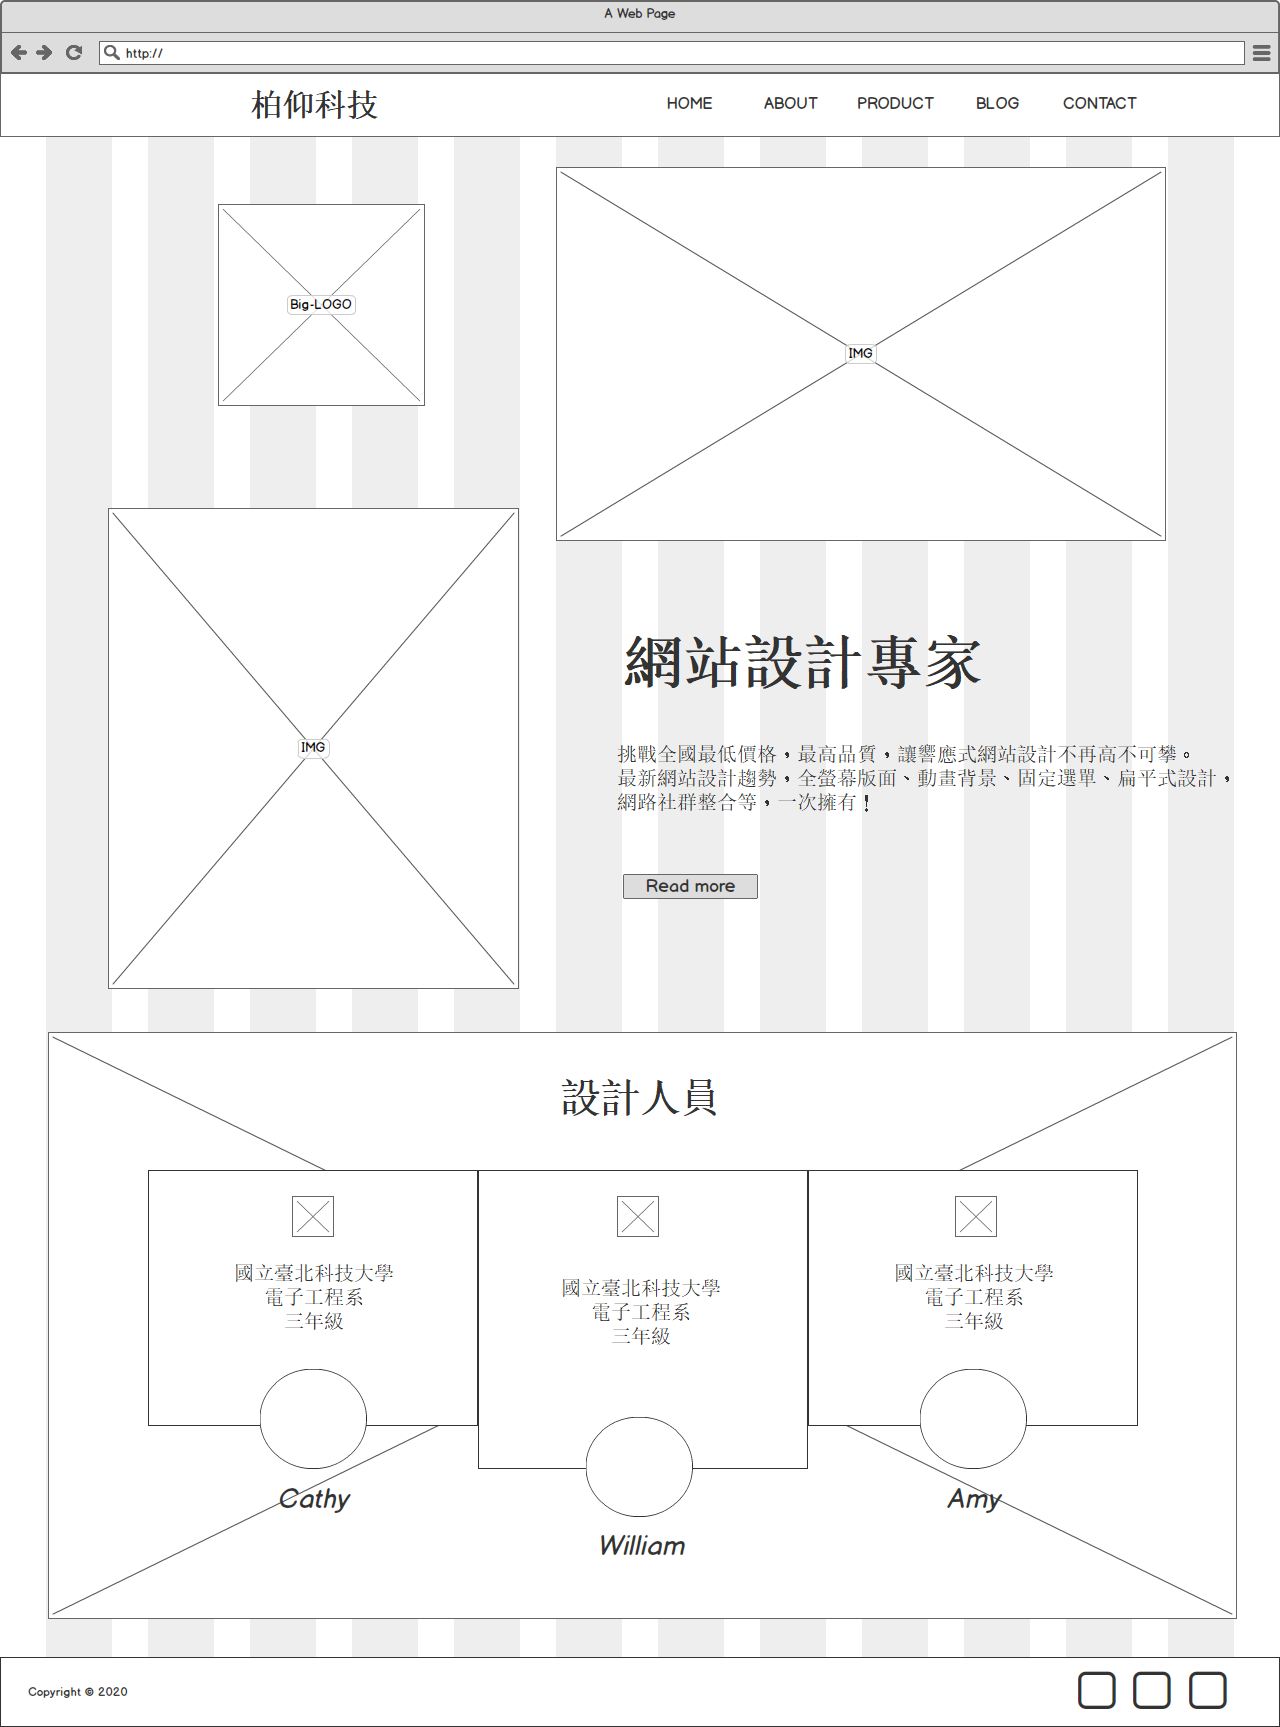 A Web Page
http://
柏仰科技
HOME ABOUT PRODUCT BLOG CONTACT
Big-LOGO
IMG
IMG
網站設計專家
挑戰全國最低價格，最高品質，讓響應式網站設計不再高不可攀。
最新網站設計趨勢，全螢幕版面、動畫背景、固定選單、扁平式設計，
網路社群整合等，一次擁有！
Read more
設計人員
國立臺北科技大學
電子工程系
三年級
Cathy
國立臺北科技大學
電子工程系
三年級
William
國立臺北科技大學
電子工程系
三年級
Amy
Copyright © 2020